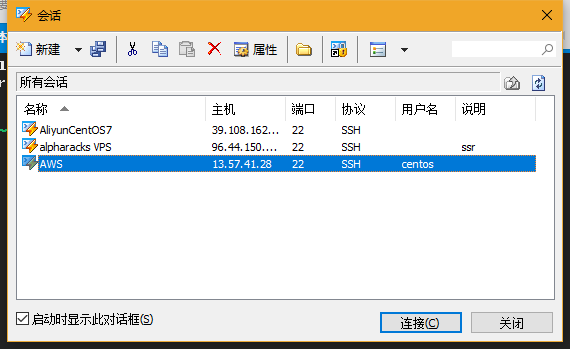 会话
新建
属性
所有会话
名称 主机 端口 协议 用户名 说明
AliyunCentOS7 39.108.162... 22 SSH
alpharacks VPS 96.44.150.... 22 SSH ssr
AWS 13.57.41.28 22 SSH centos
启动时显示此对话框(S)
连接(C) 关闭